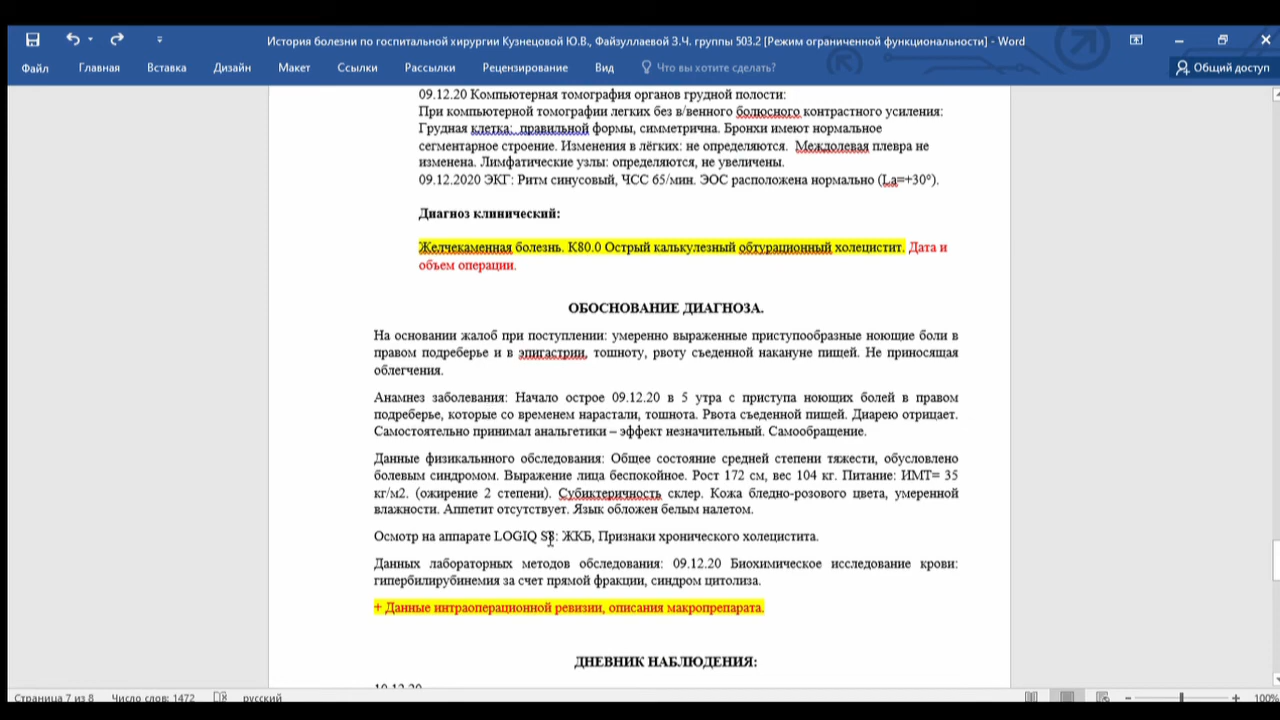 История болезни по госпитальной хирургии Кузнецовой Ю.В., Файзуллаевой З.Ч. группы 503.2 [Режим ограниченной функциональности] - Word
Файл Главная Вставка Дизайн Макет Ссылки Рассылки Рецензирование Вид Что вы хотите сделать? Общий доступ
09.12.20 Компьютерная томография органов грудной полости:
При компьютерной томографии легких без в/венного болюсного контрастного усиления:
Грудная клетка: правильной формы, симметрична. Бронхи имеют нормальное
сегментарное строение. Изменения в лёгких: не определяются. Междолевая плевра не
изменена. Лимфатические узлы: определяются, не увеличены.
09.12.2020 ЭКГ: Ритм синусовый, ЧСС 65/мин. ЭОС расположена нормально (La=+30°).
Диагноз клинический:
Желчекаменная болезнь. K80.0 Острый калькулезный обтурационный холецистит. Дата и
объем операции.
ОБОСНОВАНИЕ ДИАГНОЗА.
На основании жалоб при поступлении: умеренно выраженные приступообразные ноющие боли в
правом подреберье и в эпигастрии, тошноту, рвоту съеденной накануне пищей. Не приносящая
облегчения.
Анамнез заболевания: Начало острое 09.12.20 в 5 утра с приступа ноющих болей в правом
подреберье, которые со временем нарастали, тошнота. Рвота съеденной пищей. Диарею отрицает.
Самостоятельно принимал анальгетики – эффект незначительный. Самообращение.
Данные физикальнного обследования: Общее состояние средней степени тяжести, обусловлено
болевым синдромом. Выражение лица беспокойное. Рост 172 см, вес 104 кг. Питание: ИМТ= 35
кг/м2. (ожирение 2 степени). Субиктеричность склер. Кожа бледно-розового цвета, умеренной
влажности. Аппетит отсутствует. Язык обложен белым налетом.
Осмотр на аппарате LOGIQ S8: ЖКБ, Признаки хронического холецистита.
Данных лабораторных методов обследования: 09.12.20 Биохимическое исследование крови:
гипербилирубинемия за счет прямой фракции, синдром цитолиза.
+ Данные интраоперационной ревизии, описания макропрепарата.
ДНЕВНИК НАБЛЮДЕНИЯ:
10.12.20
Страница 7 из 8 Число слов: 1472 русский 100%